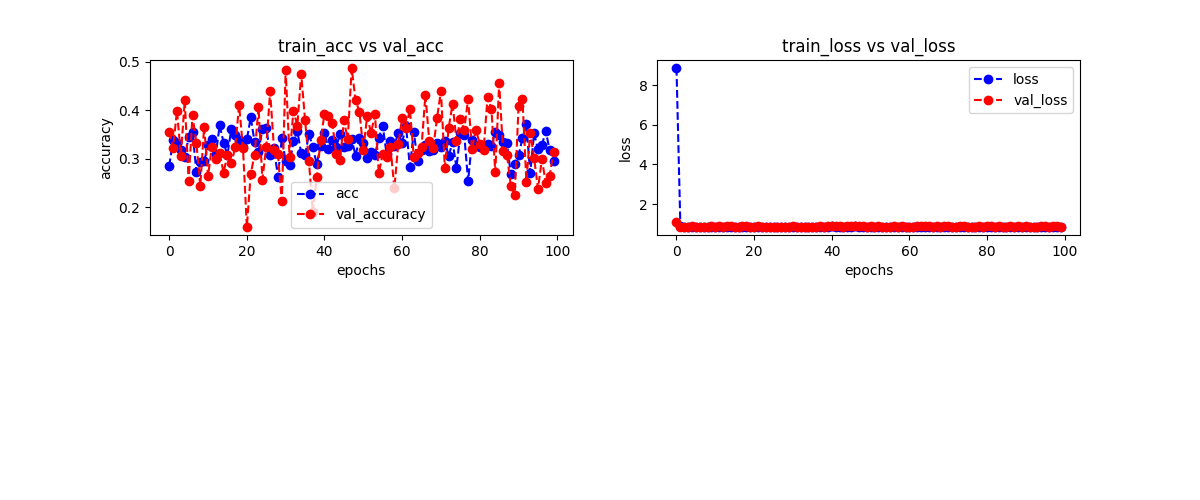 train_acc vs val_acc
0.5
0.4
0.3
0.2
accuracy
acc
val_accuracy
0 20 40 60 80 100
epochs
train_loss vs val_loss
8
6
4
2
loss
loss
val_loss
0 20 40 60 80 100
epochs